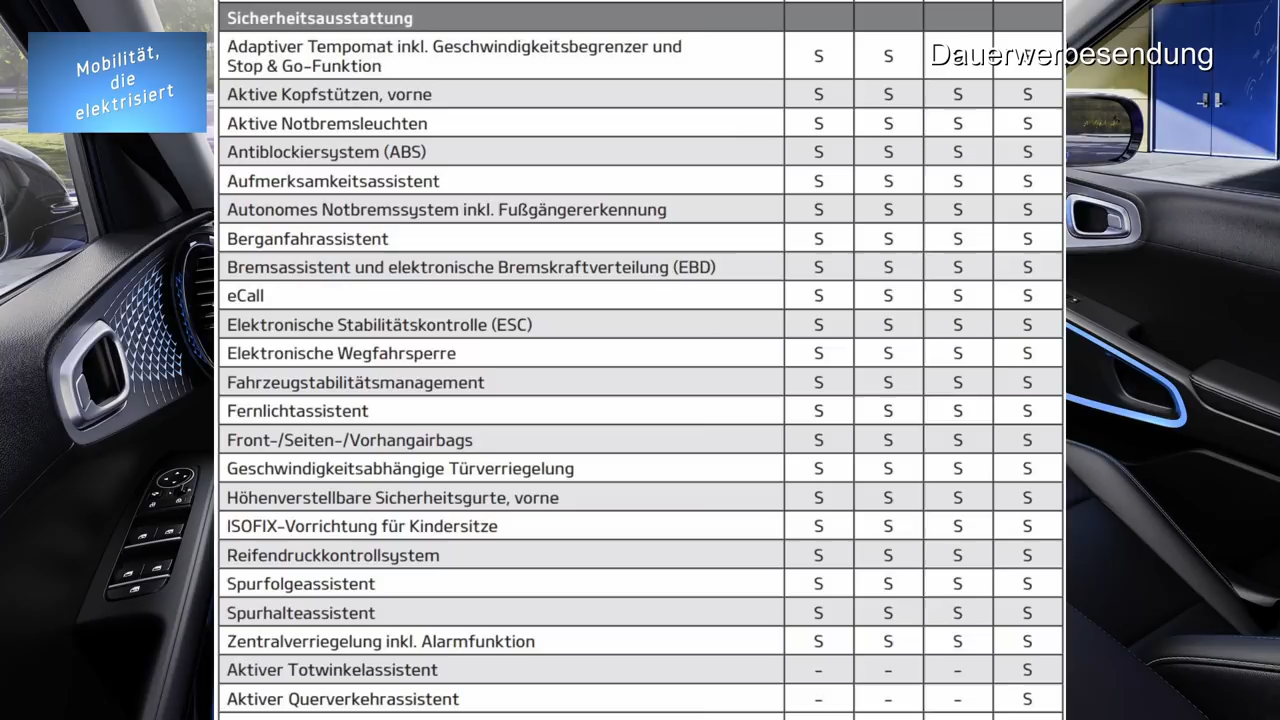 Mobilität,
die
elektrisiert
Dauerwerbesendung
Sicherheitsausstattung
Adaptiver Tempomat inkl. Geschwindigkeitsbegrenzer und
Stop & Go-Funktion S S
Aktive Kopfstützen, vorne S S S S
Aktive Notbremsleuchten S S S S
Antiblockiersystem (ABS) S S S S
Aufmerksamkeitsassistent S S S S
Autonomes Notbremssystem inkl. Fußgängererkennung S S S S
Berganfahrassistent S S S S
Bremsassistent und elektronische Bremskraftverteilung (EBD) S S S S
eCall S S S S
Elektronische Stabilitätskontrolle (ESC) S S S S
Elektronische Wegfahrsperre S S S S
Fahrzeugstabilitätsmanagement S S S S
Fernlichtassistent S S S S
Front-/Seiten-/Vorhangairbags S S S S
Geschwindigkeitsabhängige Türverriegelung S S S S
Höhenverstellbare Sicherheitsgurte, vorne S S S S
ISOFIX-Vorrichtung für Kindersitze S S S S
Reifendruckkontrollsystem S S S S
Spurfolgeassistent S S S S
Spurhalteassistent S S S S
Zentralverriegelung inkl. Alarmfunktion S S S S
Aktiver Totwinkelassistent - - - S
Aktiver Querverkehrassistent - - - S